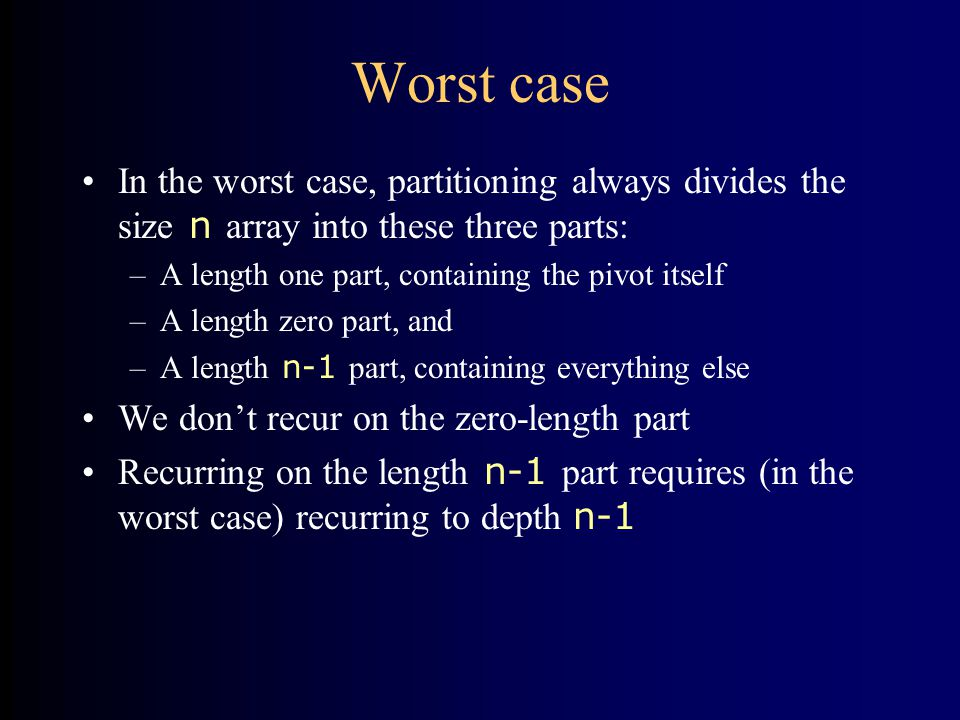 Worst case
• In the worst case, partitioning always divides the
size n array into these three parts:
– A length one part, containing the pivot itself
– A length zero part, and
– A length n-1 part, containing everything else
• We don’t recur on the zero-length part
• Recurring on the length n-1 part requires (in the
worst case) recurring to depth n-1